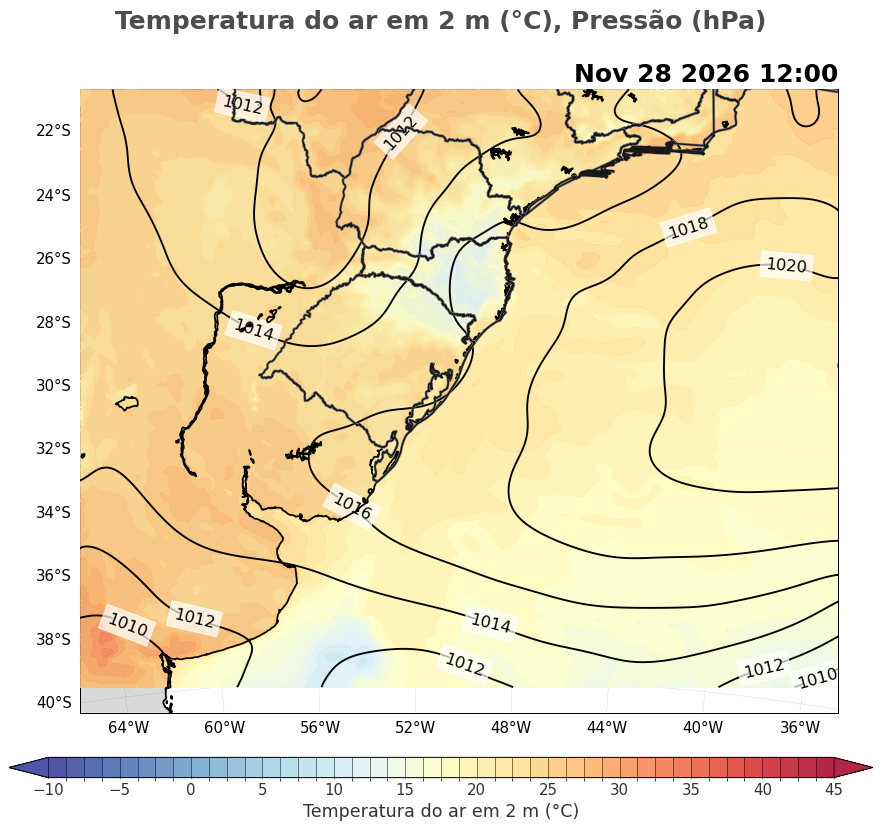 Temperatura do ar em 2 m (°C), Pressão (hPa)
Nov 28 2026 12:00
1012
1012
22°S
24°S
1018
26°S
1020
28°S
1014
30°S
32°S
1016
34°S
36°S
1010
1012
1014
38°S
1012
1012
1010
40°S
64°W 60°W 56°W 52°W 48°W 44°W 40°W 36°W
−10 −5 0 5 10 15 20 25 30 35 40 45
Temperatura do ar em 2 m (°C)